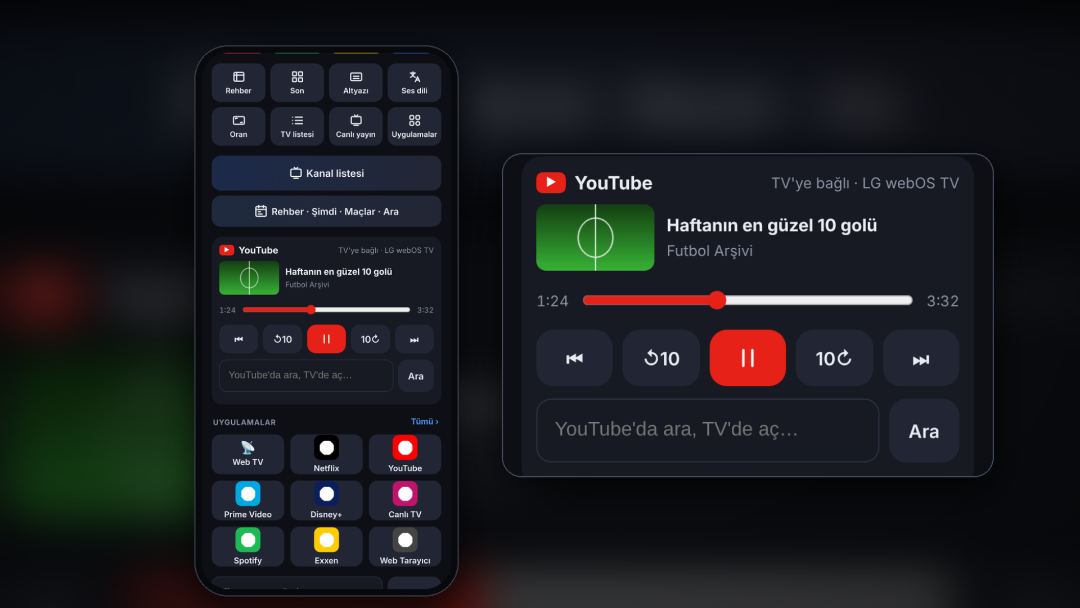 Rehber
Son
Altyazı
Ses dili
Oran
TV listesi
Canlı yayın
Uygulamalar
Kanal listesi
Rehber · Şimdi · Maçlar · Ara
YouTube
TV'ye bağlı · LG webOS TV
Haftanın en güzel 10 golü
Futbol Arşivi
1:24
3:32
10
10
YouTube'da ara, TV'de aç...
Ara
UYGULAMALAR
Tümü ›
Web TV
Netflix
YouTube
Prime Video
Disney+
Canlı TV
Spotify
Exxen
Web Tarayıcı
YouTube
TV'ye bağlı · LG webOS TV
Haftanın en güzel 10 golü
Futbol Arşivi
1:24
3:32
10
10
YouTube'da ara, TV'de aç...
Ara